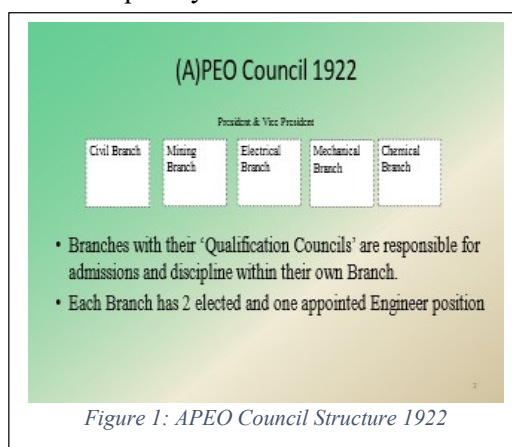 (A)PEO Council 1922
President & Vice President
Civil Branch
Mining
Branch
Electrical
Branch
Mechanical
Branch
Chemical
Branch
• Branches with their ‘Qualification Councils’ are responsible for
admissions and discipline within their own Branch.
• Each Branch has 2 elected and one appointed Engineer position
Figure 1: APEO Council Structure 1922